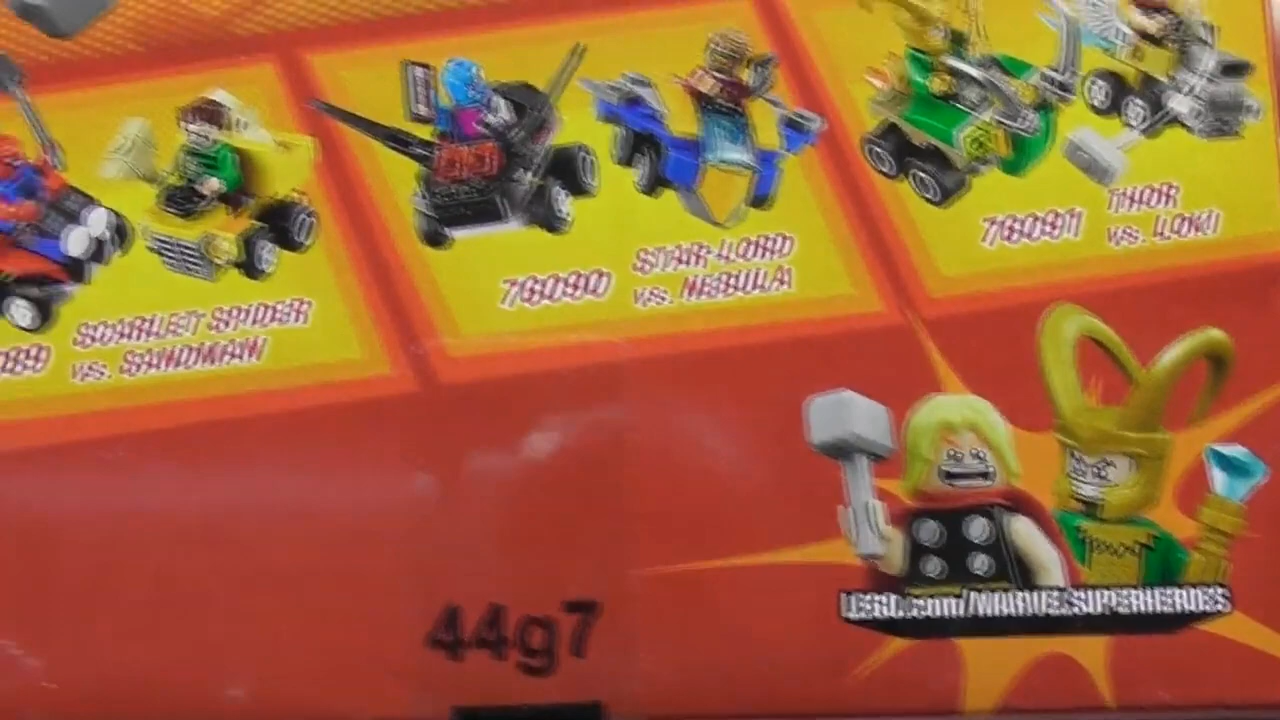 SCARLET SPIDER
vs. SANDMAN
76090
STAR-LORD
vs. NEBULA
76091
THOR
vs. LOKI
LEGO.com/MARVELSUPERHEROES
44g7